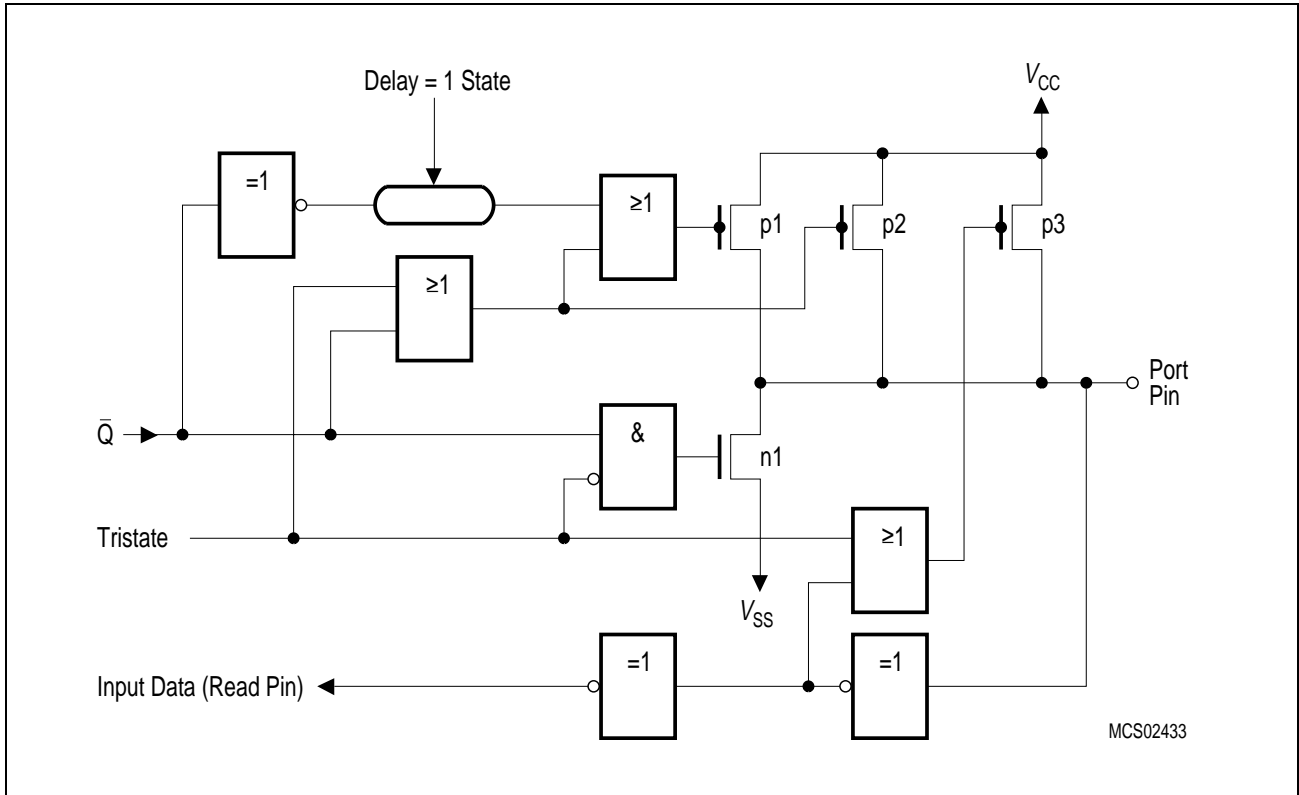 Delay = 1 State
V_CC
=1
≥1
p1
p2
p3
≥1
Port
Pin
Q̅
&
n1
Tristate
≥1
V_SS
=1
=1
Input Data (Read Pin)
MCS02433